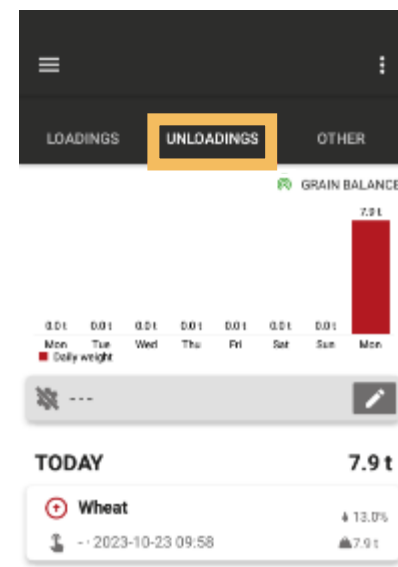 LOADINGS UNLOADINGS OTHER
GRAIN BALANCE
7.9 t
0.0 t 0.0 t 0.0 t 0.0 t 0.0 t 0.0 t 0.0 t
Mon Tue Wed Thu Fri Sat Sun Mon
Daily weight
---
TODAY 7.9 t
Wheat
13.0%
- · 2023-10-23 09:58 7.9 t